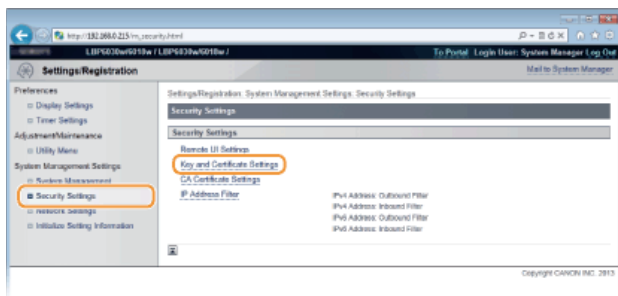 http://192.168.0.215/m_security.html
LBP6030w/6018w / LBP6030w/6018w /
To Portal Login User: System Manager Log Out
Settings/Registration
Mail to System Manager
Preferences
Display Settings
Timer Settings
Adjustment/Maintenance
Utility Menu
System Management Settings
System Management
Security Settings
Network Settings
Initialize Setting Information
Settings/Registration: System Management Settings: Security Settings
Security Settings
Security Settings
Remote UI Settings
Key and Certificate Settings
CA Certificate Settings
IP Address Filter
IPv4 Address: Outbound Filter
IPv4 Address: Inbound Filter
IPv6 Address: Outbound Filter
IPv6 Address: Inbound Filter
Copyright CANON INC. 2013